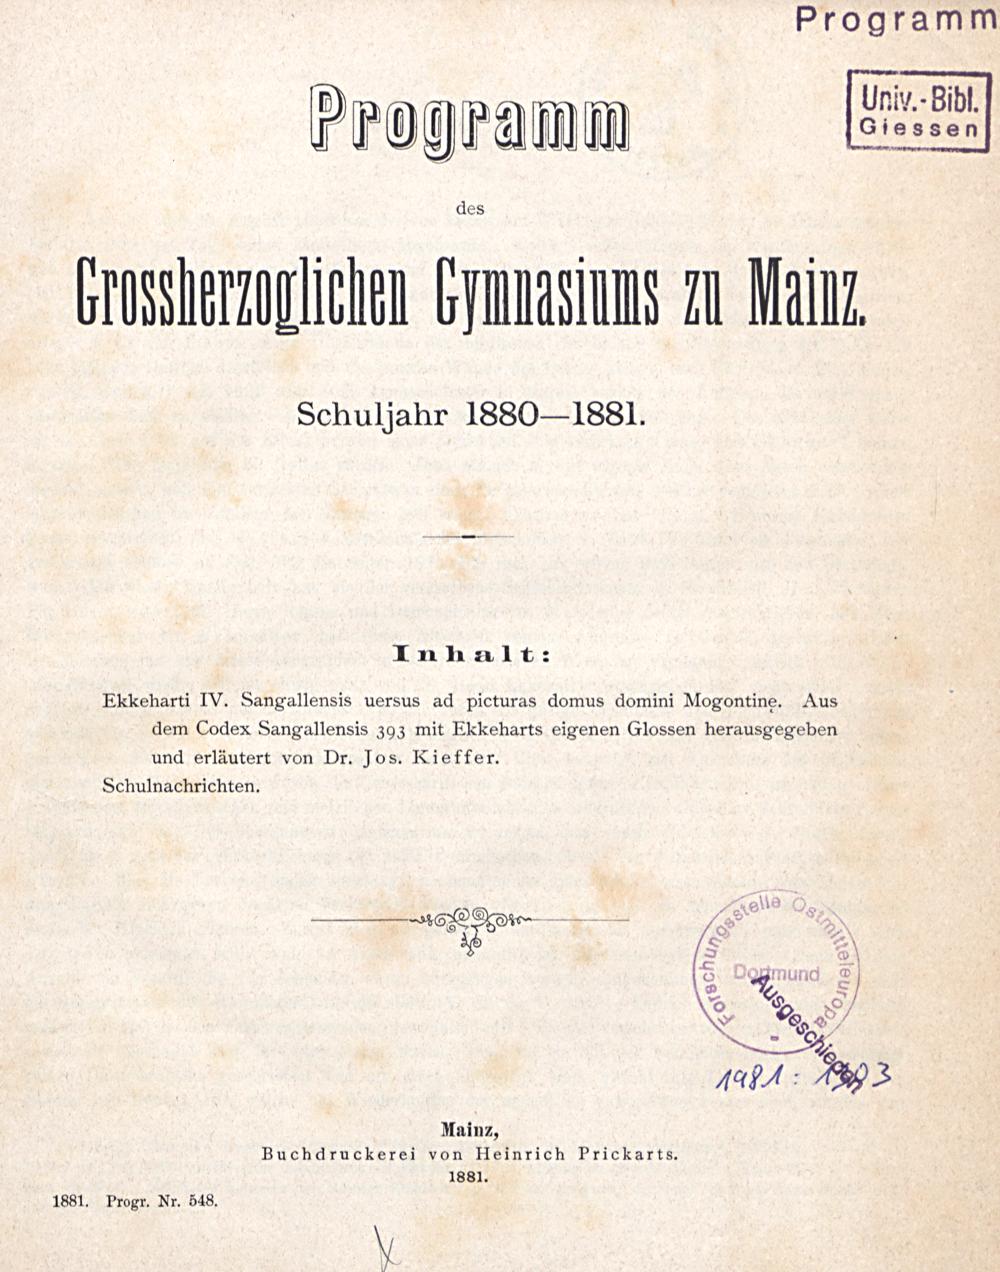 Programm
Univ.-Bibl.
Giessen
Programm
des
Grossherzoglichen Gymnasiums zu Mainz.
Schuljahr 1880—1881.
Inhalt:
Ekkeharti IV. Sangallensis uersus ad picturas domus domini Mogontinę. Aus
dem Codex Sangallensis 393 mit Ekkeharts eigenen Glossen herausgegeben
und erläutert von Dr. Jos. Kieffer.
Schulnachrichten.
Forschungsstelle Ostmitteleuropa
Dortmund
Ausgeschieden
1981:
Mainz,
Buchdruckerei von Heinrich Prickarts.
1881.
1881. Progr. Nr. 548.